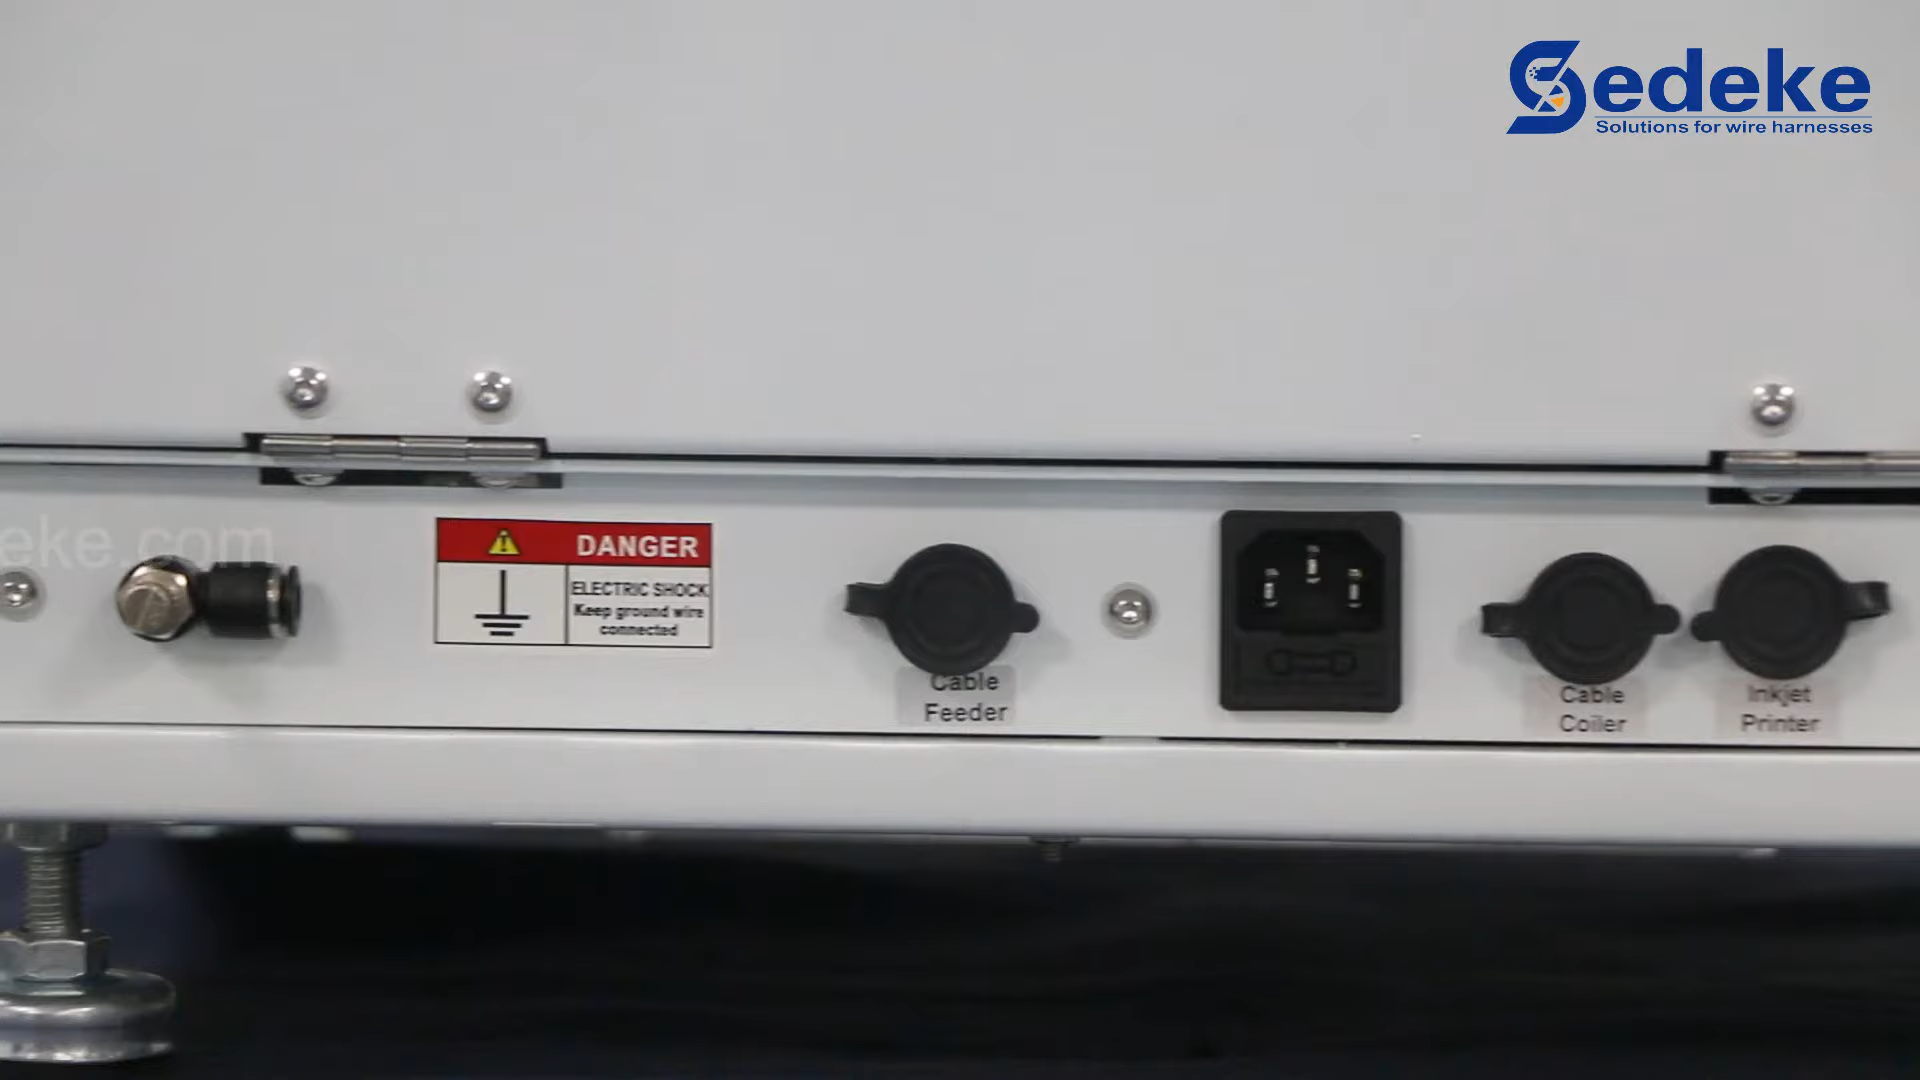 Sedeke
Solutions for wire harnesses
eke.com
DANGER
ELECTRIC SHOCK
Keep ground wire
connected
Cable
Feeder
Cable
Coiler
Inkjet
Printer